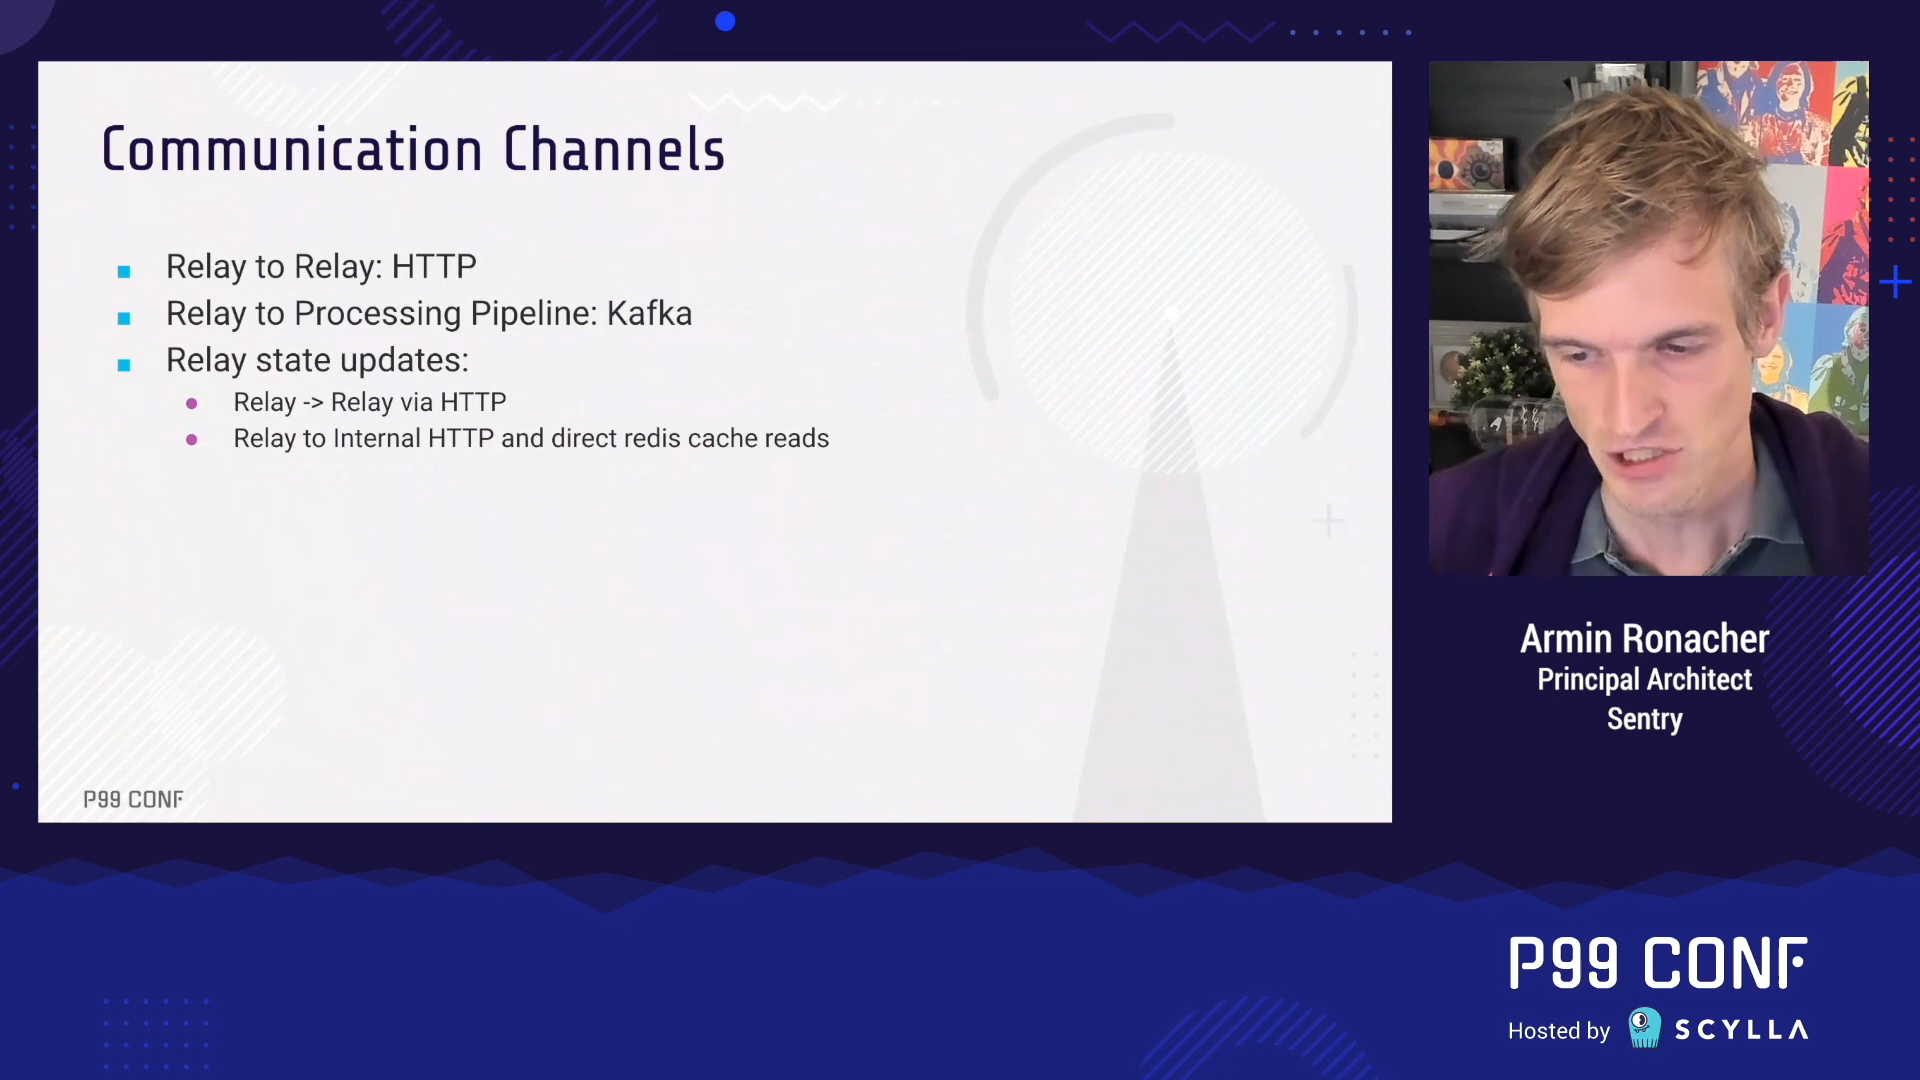 Communication Channels
Relay to Relay: HTTP
Relay to Processing Pipeline: Kafka
Relay state updates:
Relay -> Relay via HTTP
Relay to Internal HTTP and direct redis cache reads
P99 CONF
Armin Ronacher
Principal Architect
Sentry
P99 CONF
Hosted by SCYLLA